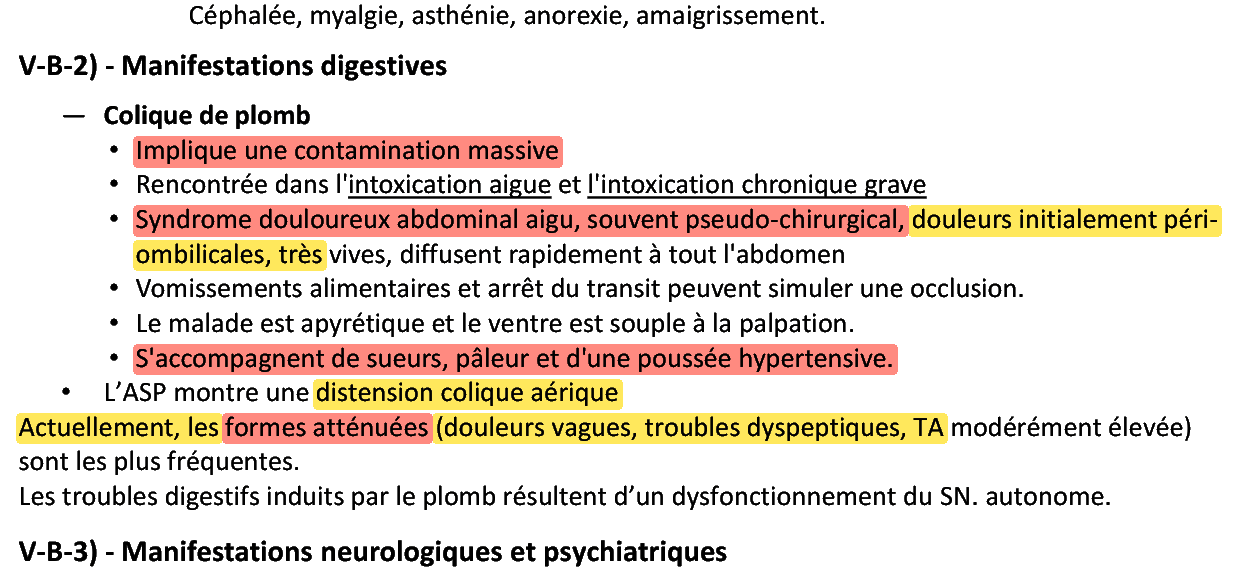 Céphalée, myalgie, asthénie, anorexie, amaigrissement.
V-B-2) - Manifestations digestives
— Colique de plomb
• Implique une contamination massive
• Rencontrée dans l'intoxication aigue et l'intoxication chronique grave
• Syndrome douloureux abdominal aigu, souvent pseudo-chirurgical, douleurs initialement péri-
ombilicales, très vives, diffusent rapidement à tout l'abdomen
• Vomissements alimentaires et arrêt du transit peuvent simuler une occlusion.
• Le malade est apyrétique et le ventre est souple à la palpation.
• S'accompagnent de sueurs, pâleur et d'une poussée hypertensive.
• L’ASP montre une distension colique aérique
Actuellement, les formes atténuées (douleurs vagues, troubles dyspeptiques, TA modérément élevée)
sont les plus fréquentes.
Les troubles digestifs induits par le plomb résultent d’un dysfonctionnement du SN. autonome.
V-B-3) - Manifestations neurologiques et psychiatriques